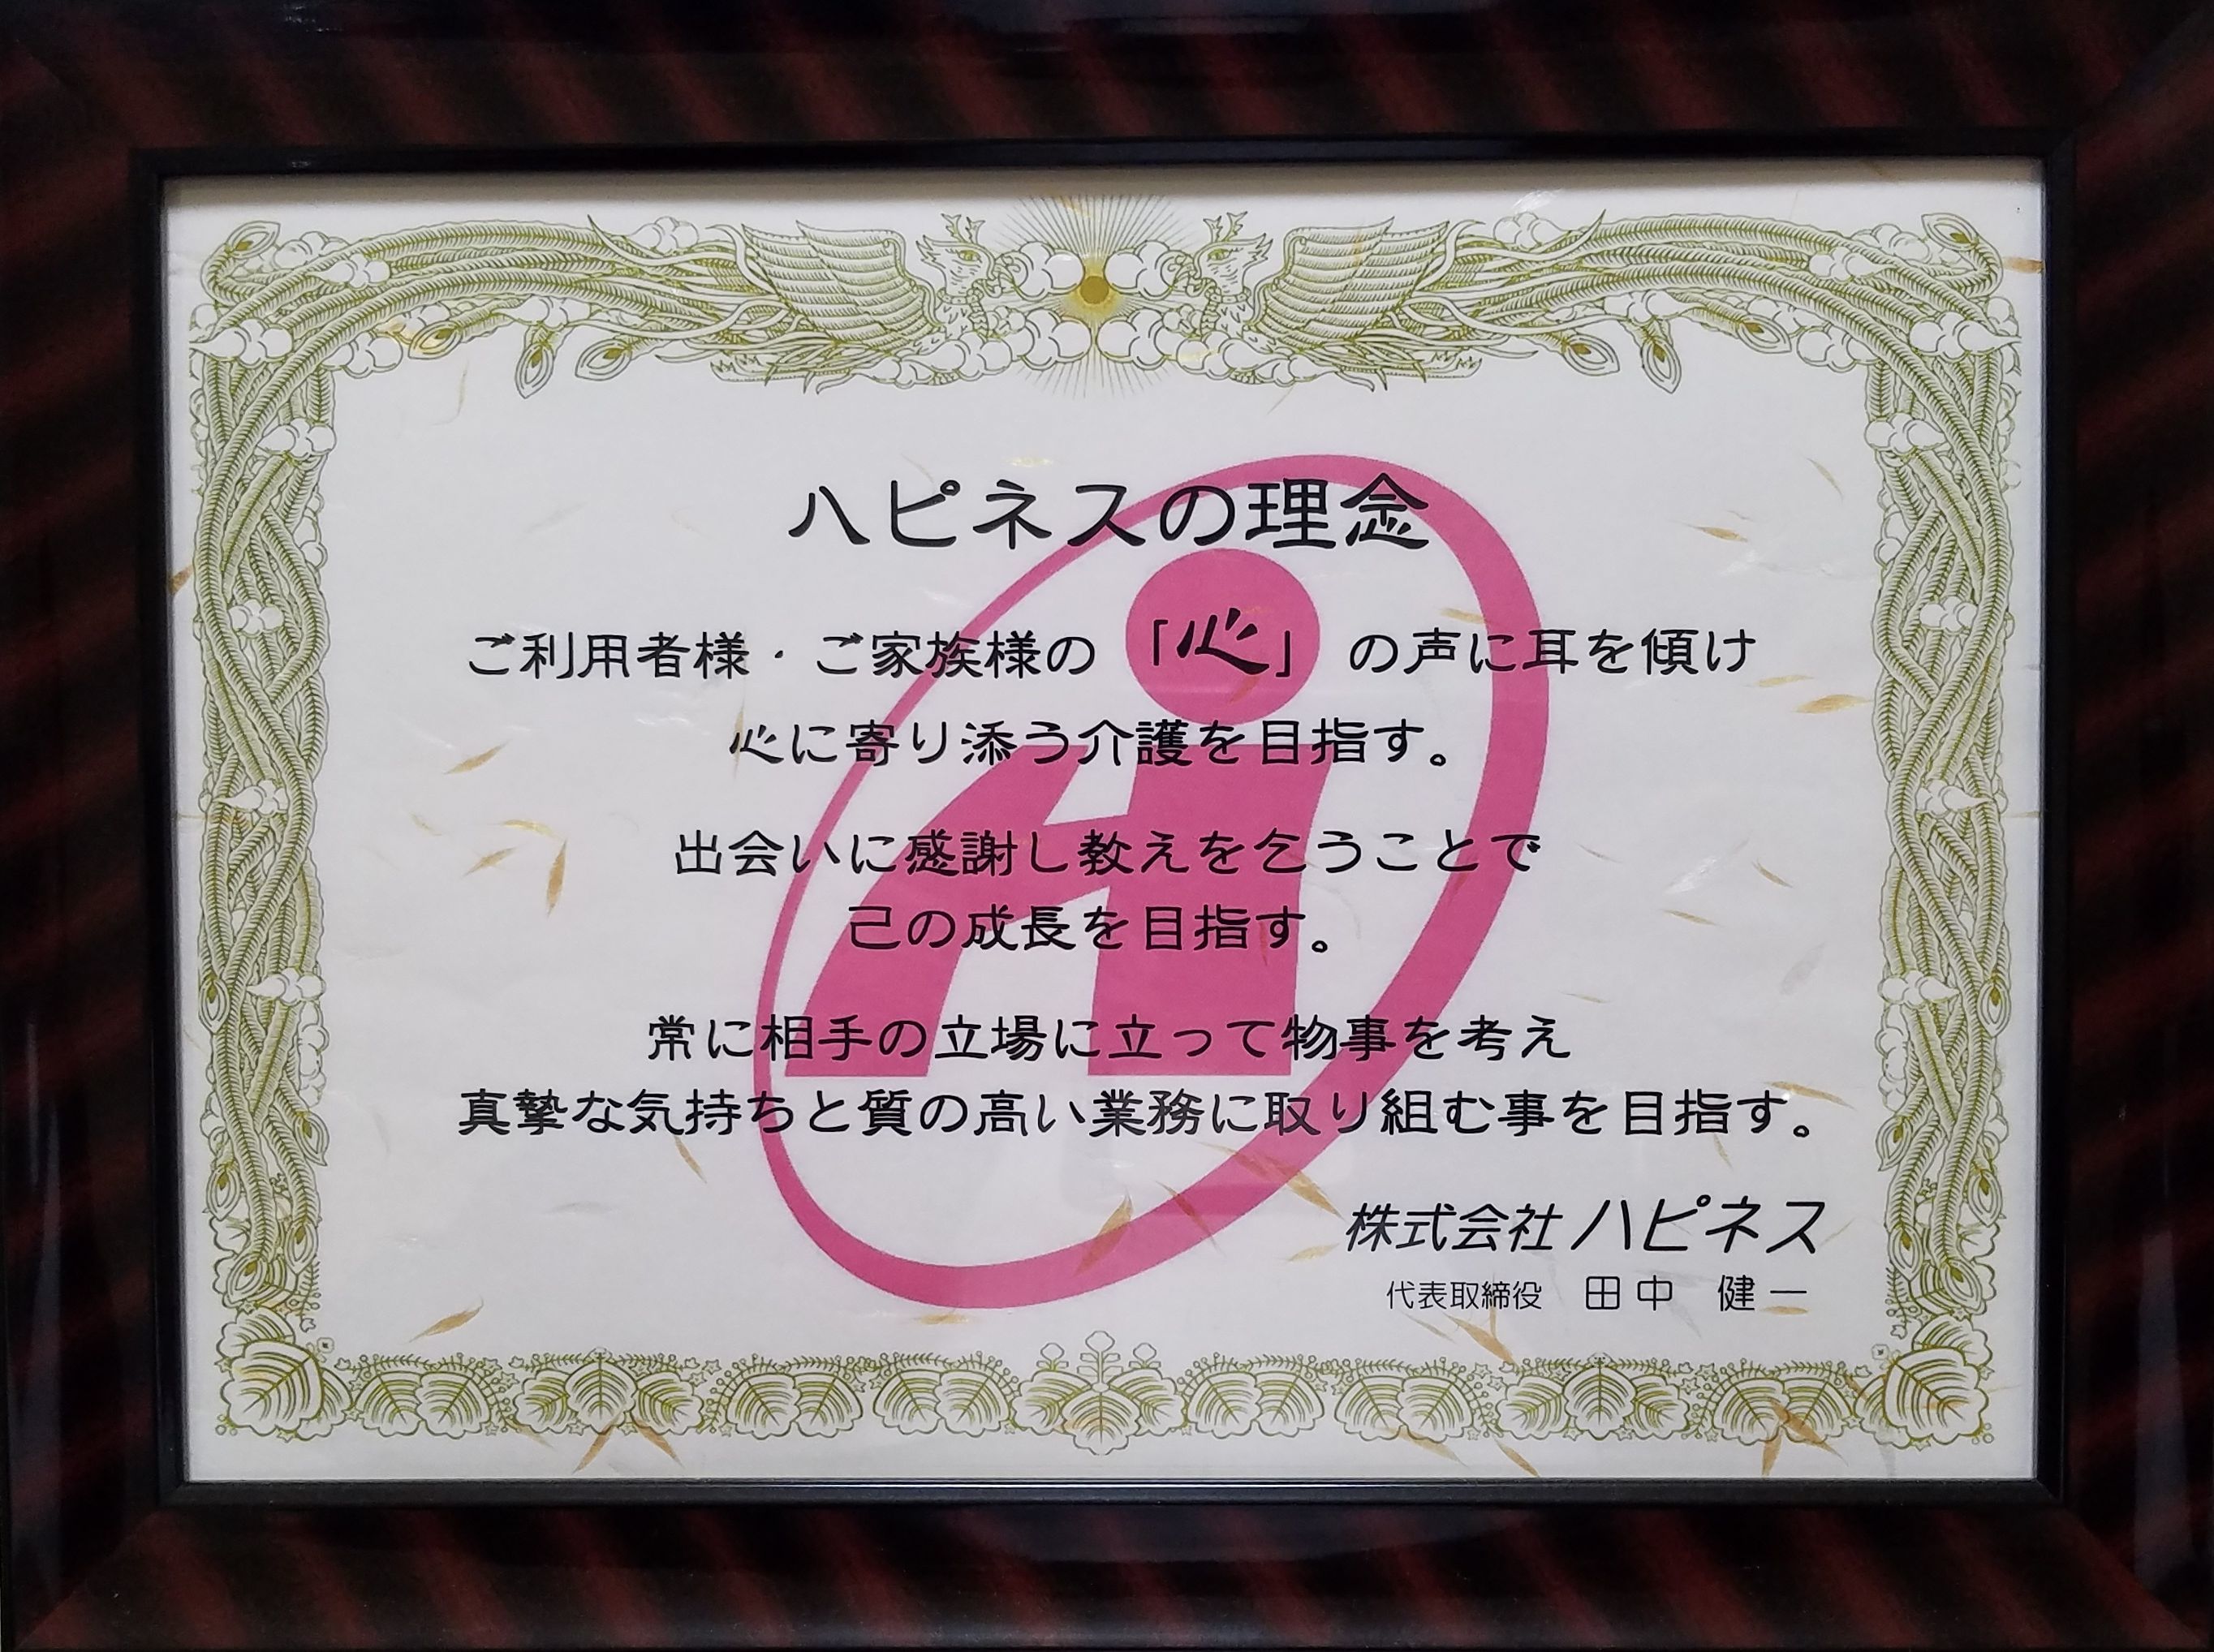 ハピネスの理念
ご利用者様・ご家族様の「心」の声に耳を傾け
心に寄り添う介護を目指す。
出会いに感謝し教えを乞うことで
己の成長を目指す。
常に相手の立場に立って物事を考え
真摯な気持ちと質の高い業務に取り組む事を目指す。
株式会社ハピネス
代表取締役　田中　健一